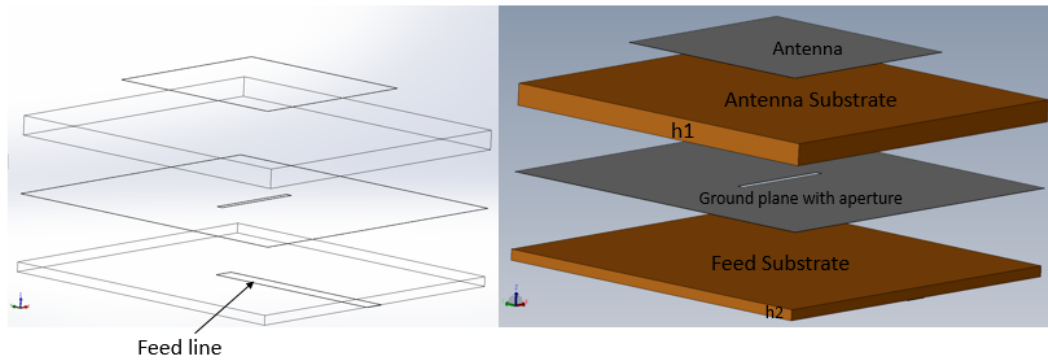 Antenna
Antenna Substrate
h1
Ground plane with aperture
Feed Substrate
h2
Feed line